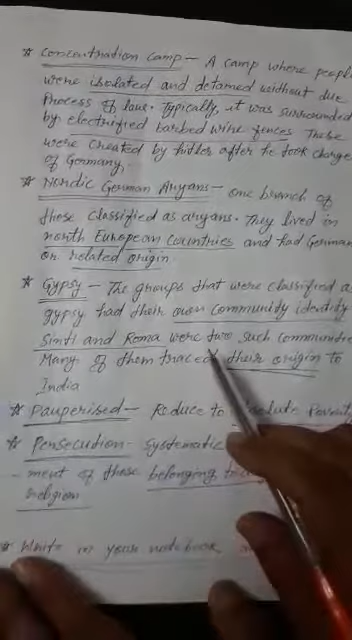 * Concentration camp - A camp where people
were isolated and detained without due
Process of law. Typically, it was surrounded
by electrified barbed wire fences These
were created by hitler after he took charge
of Germany.
* Nordic German Aryans - one branch of
those classified as aryans. They lived in
north European countries and had German
or related origin.
* Gypsy - The groups that were classified as
gypsy had their own community identity
Sinti and Roma were two such communitie
Many of them traced their origin to
India
* Pauperised - Reduce to absolute Povert
* Persecution - Systematic
- ment of those belonging to
Religion
* Write in your notebook